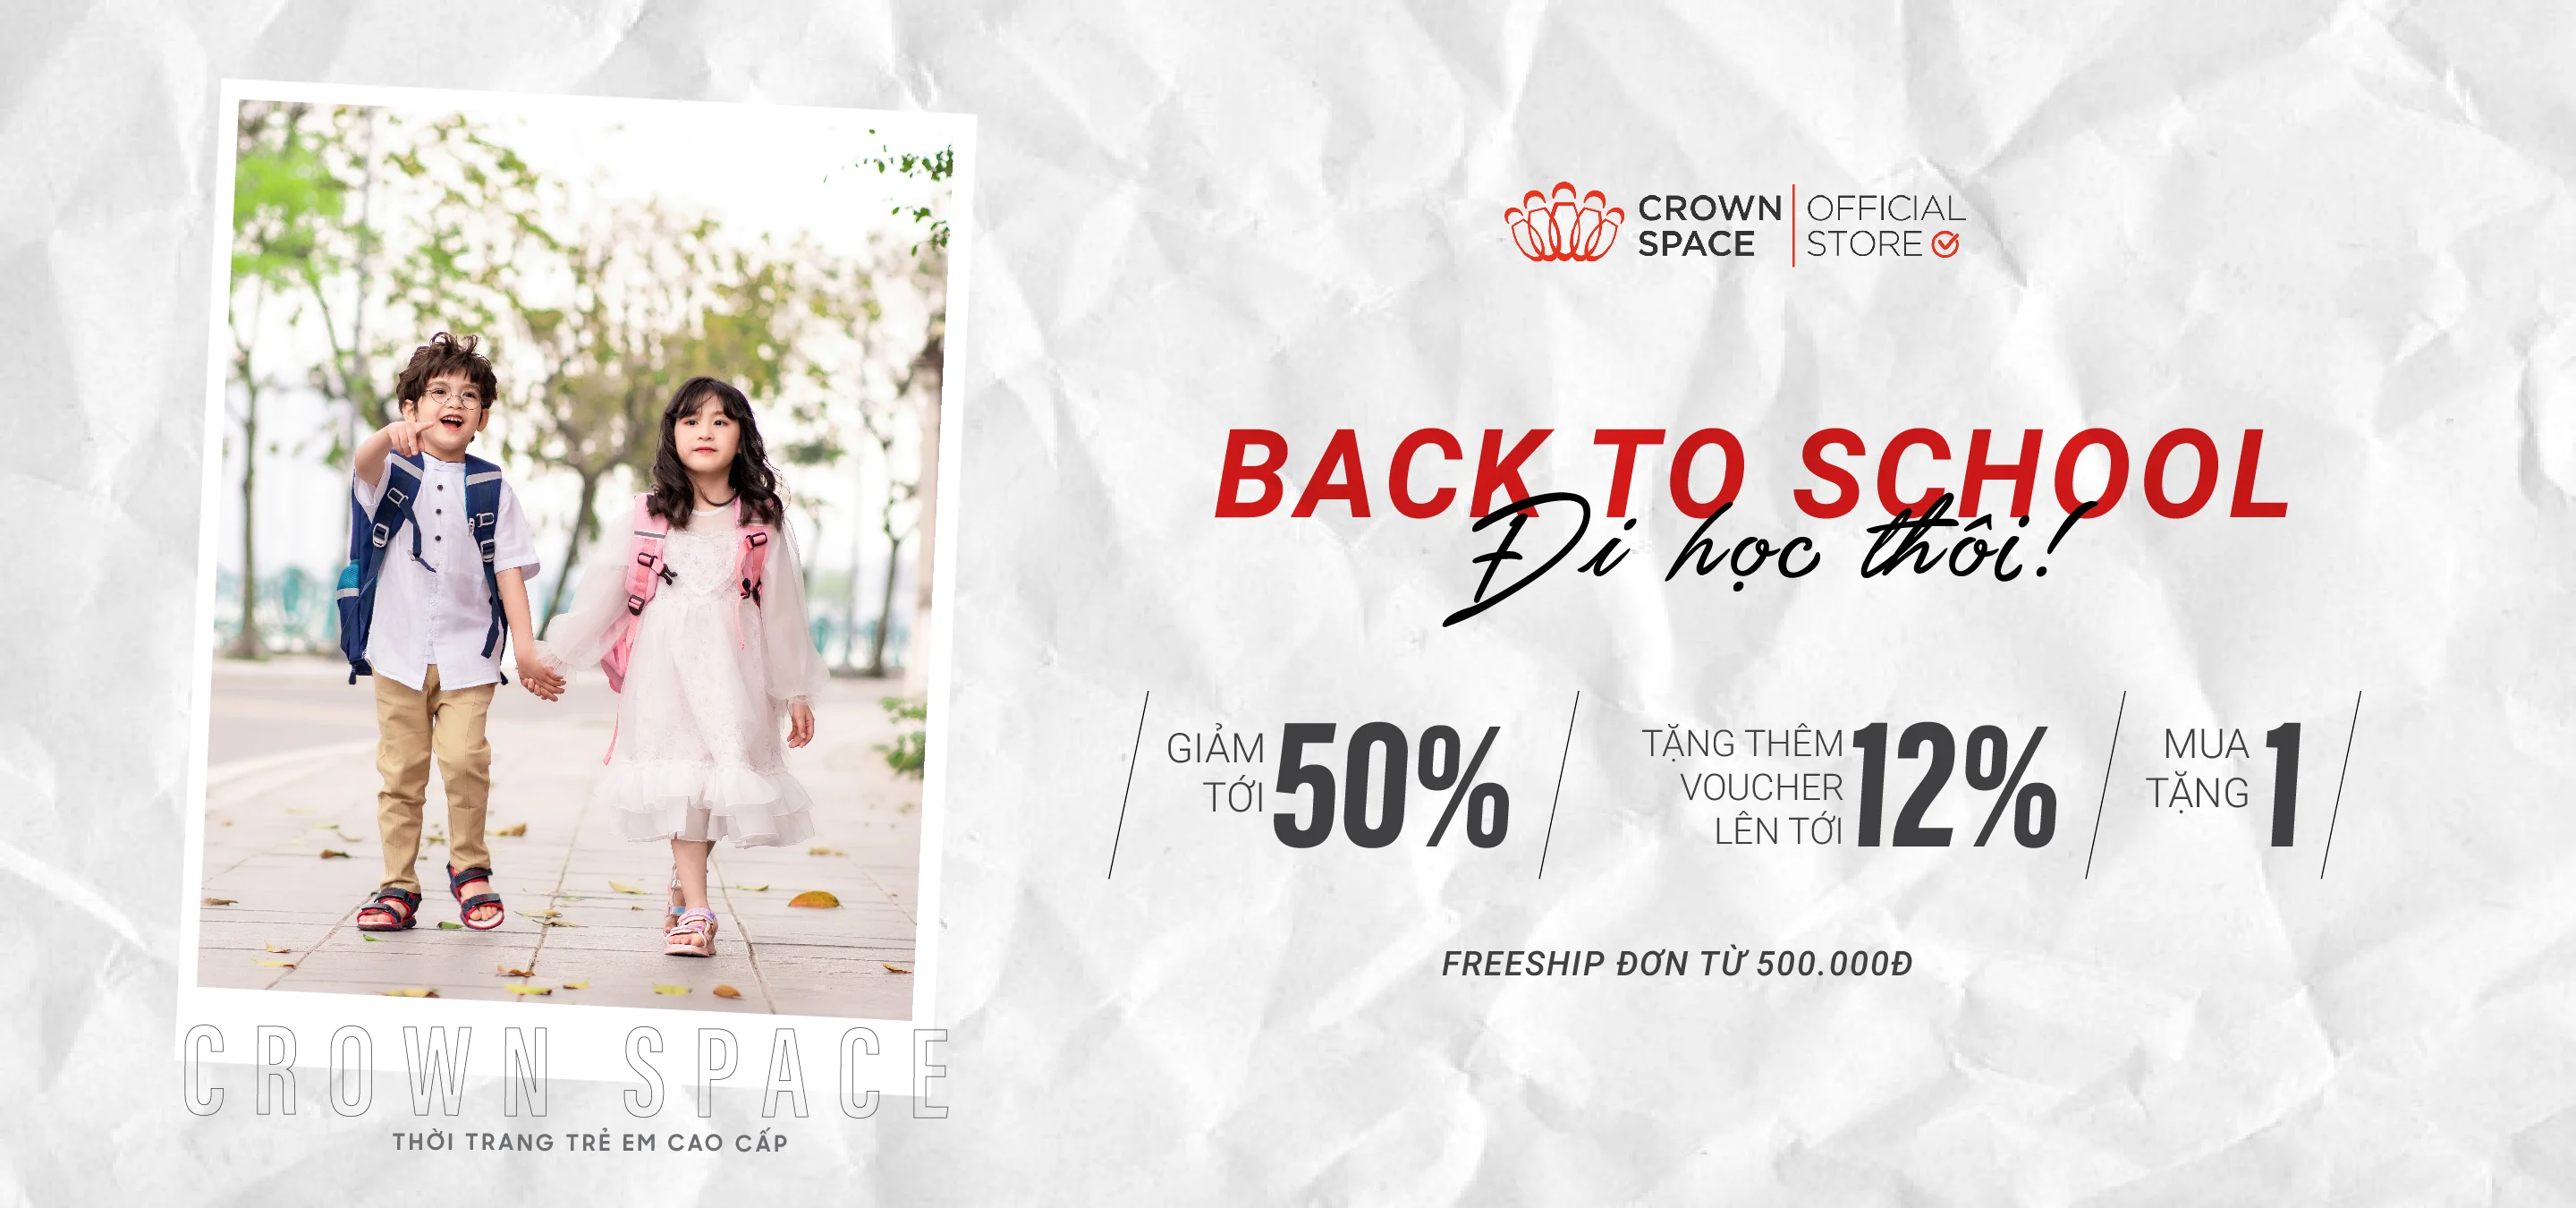 CROWN SPACE
THỜI TRANG TRẺ EM CAO CẤP
CROWN
SPACE
OFFICIAL
STORE
BACK TO SCHOOL
Đi học thôi!
GIẢM
TỚI
50%
TẶNG THÊM
VOUCHER
LÊN TỚI
12%
MUA
TẶNG
1
FREESHIP ĐƠN TỪ 500.000Đ